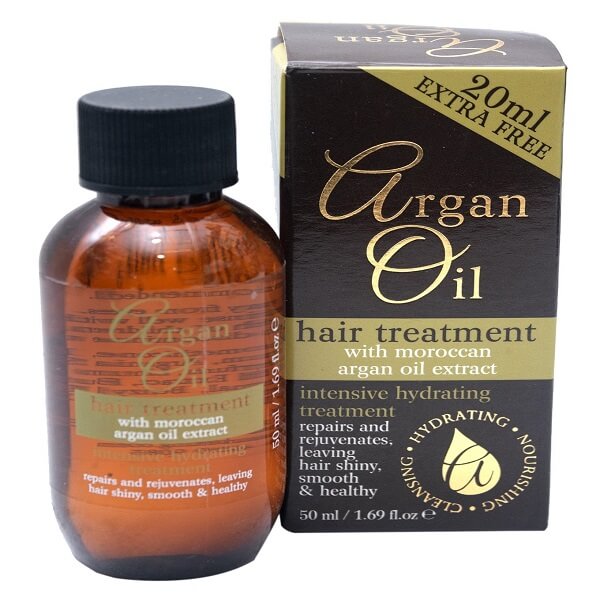 Argan
Oil
hair treatment
with moroccan
argan oil extract
intensive hydrating
treatment
repairs and rejuvenates, leaving
hair shiny, smooth & healthy
50 ml / 1.69 fl.oz ℮
Argan
20ml
EXTRA FREE
Argan
Oil
hair treatment
with moroccan
argan oil extract
intensive hydrating
treatment
repairs and
rejuvenates,
leaving
hair shiny,
smooth
& healthy
50 ml / 1.69 fl.oz ℮
CLEANSING • HYDRATING • NOURISHING •
a